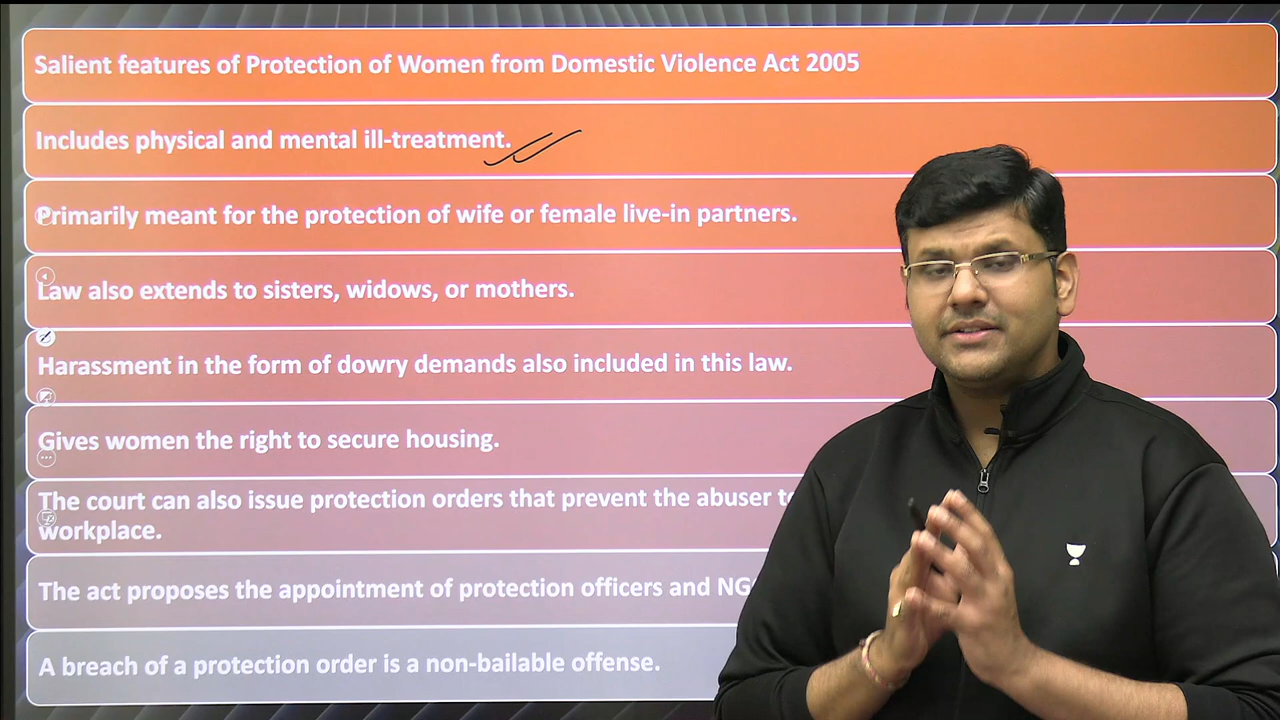 Salient features of Protection of Women from Domestic Violence Act 2005
Includes physical and mental ill-treatment.
Primarily meant for the protection of wife or female live-in partners.
Law also extends to sisters, widows, or mothers.
Harassment in the form of dowry demands also included in this law.
Gives women the right to secure housing.
The court can also issue protection orders that prevent the abuser
workplace.
The act proposes the appointment of protection officers and
A breach of a protection order is a non-bailable offense.